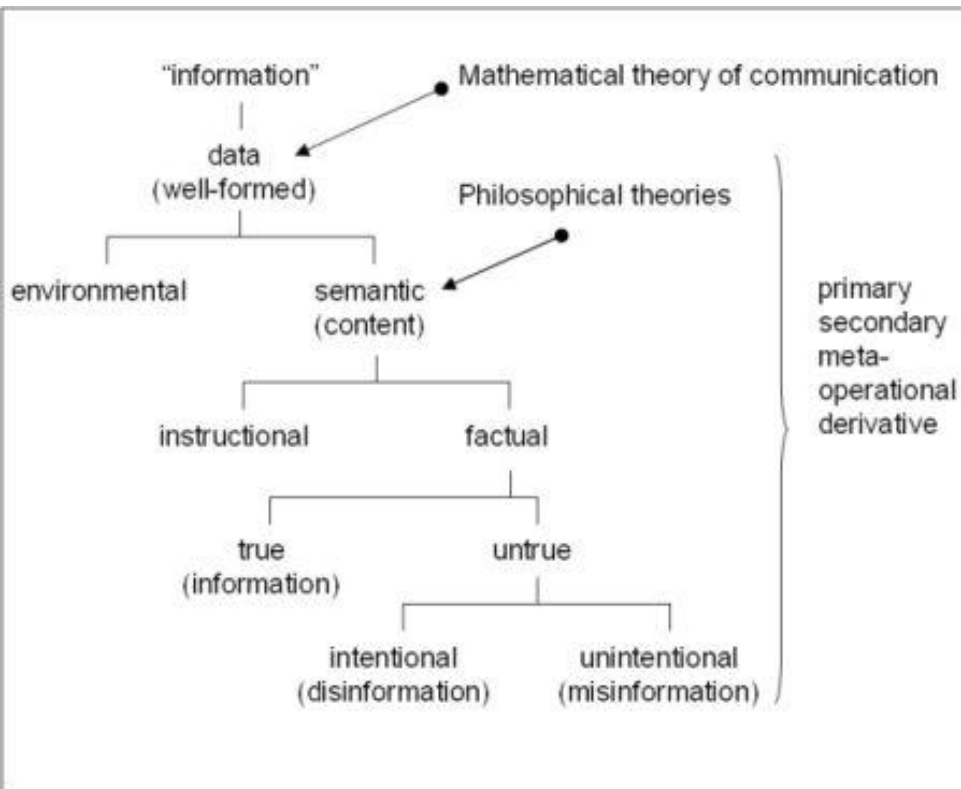 “information”
Mathematical theory of communication
data
(well-formed)
Philosophical theories
environmental
semantic
(content)
primary
secondary
meta-
operational
derivative
instructional
factual
true
(information)
untrue
intentional
(disinformation)
unintentional
(misinformation)